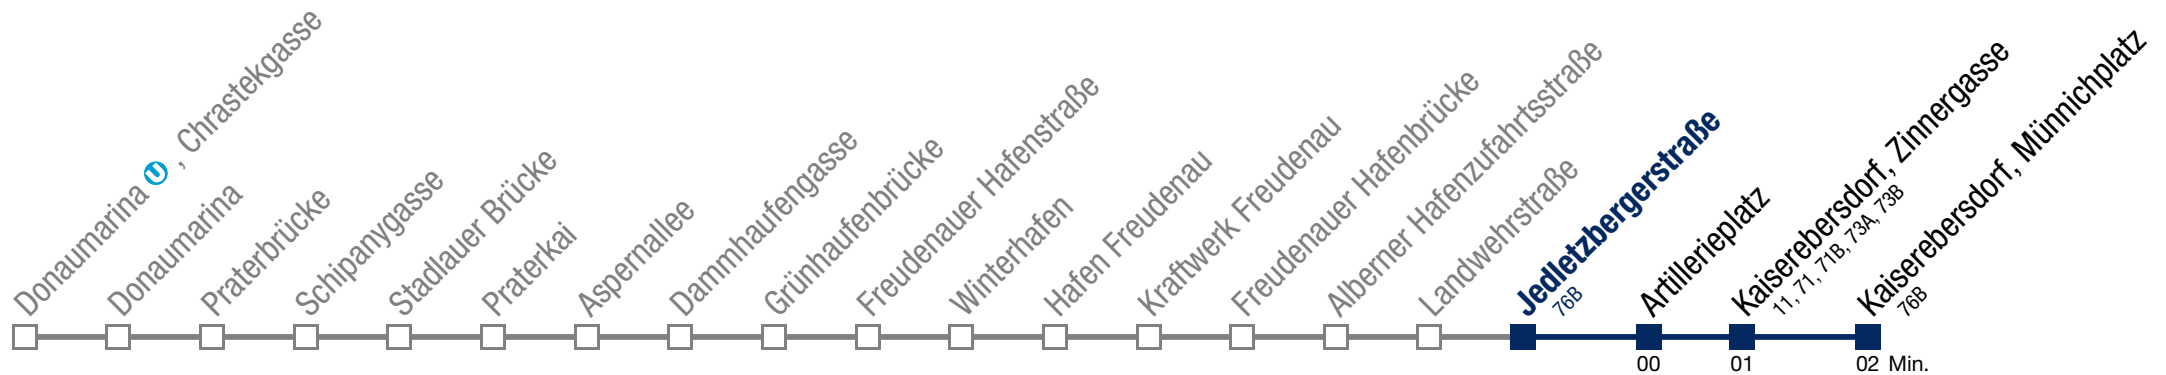 Donaumarina U, Chrastekgasse
Donaumarina
Praterbrücke
Schipanygasse
Stadlauer Brücke
Praterkai
Aspernallee
Dammhaufengasse
Grünhaufenbrücke
Freudenauer Hafenstraße
Winterhafen
Hafen Freudenau
Kraftwerk Freudenau
Freudenauer Hafenbrücke
Alberner Hafenzufahrtsstraße
Landwehrstraße
Jedletzbergerstraße
76B
Artillerieplatz
Kaiserebersdorf, Zinnergasse
11, 71, 71B, 73A, 73B
Kaiserebersdorf, Münnichplatz
76B
00 01 02 Min.